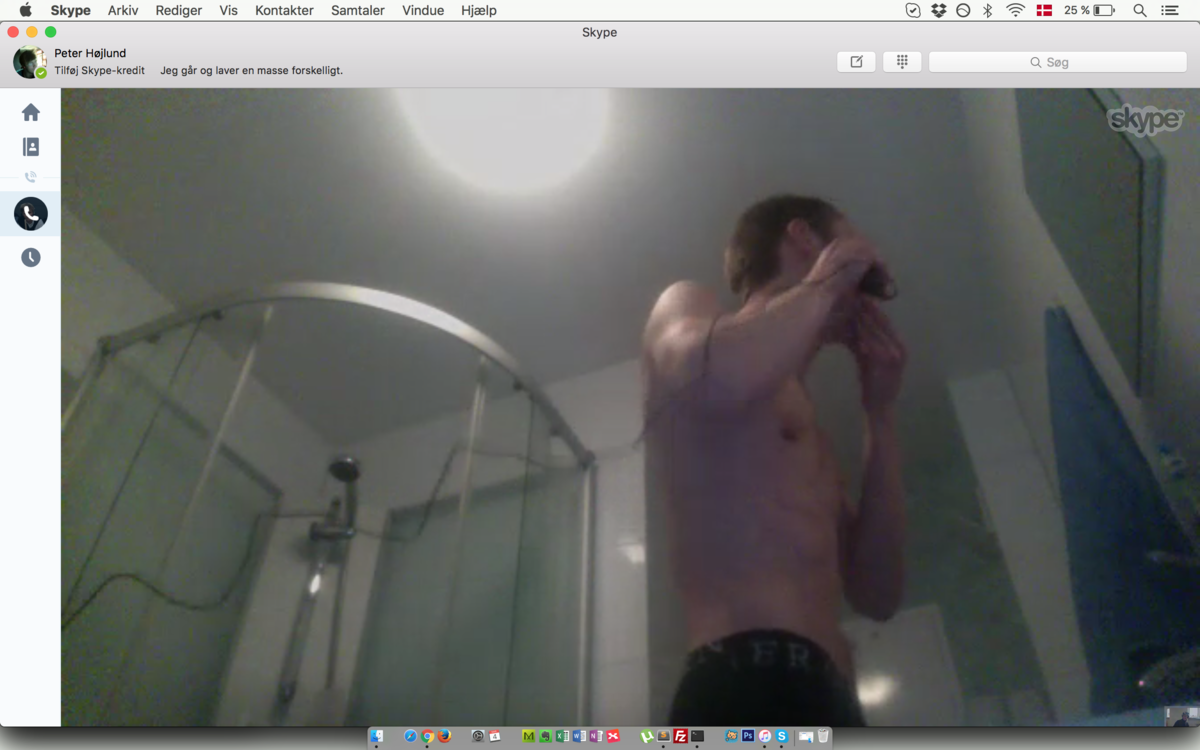 Skype Arkiv Rediger Vis Kontakter Samtaler Vindue Hjælp 25 %
Skype
Peter Højlund
Tilføj Skype-kredit Jeg går og laver en masse forskelligt.
Søg
skype